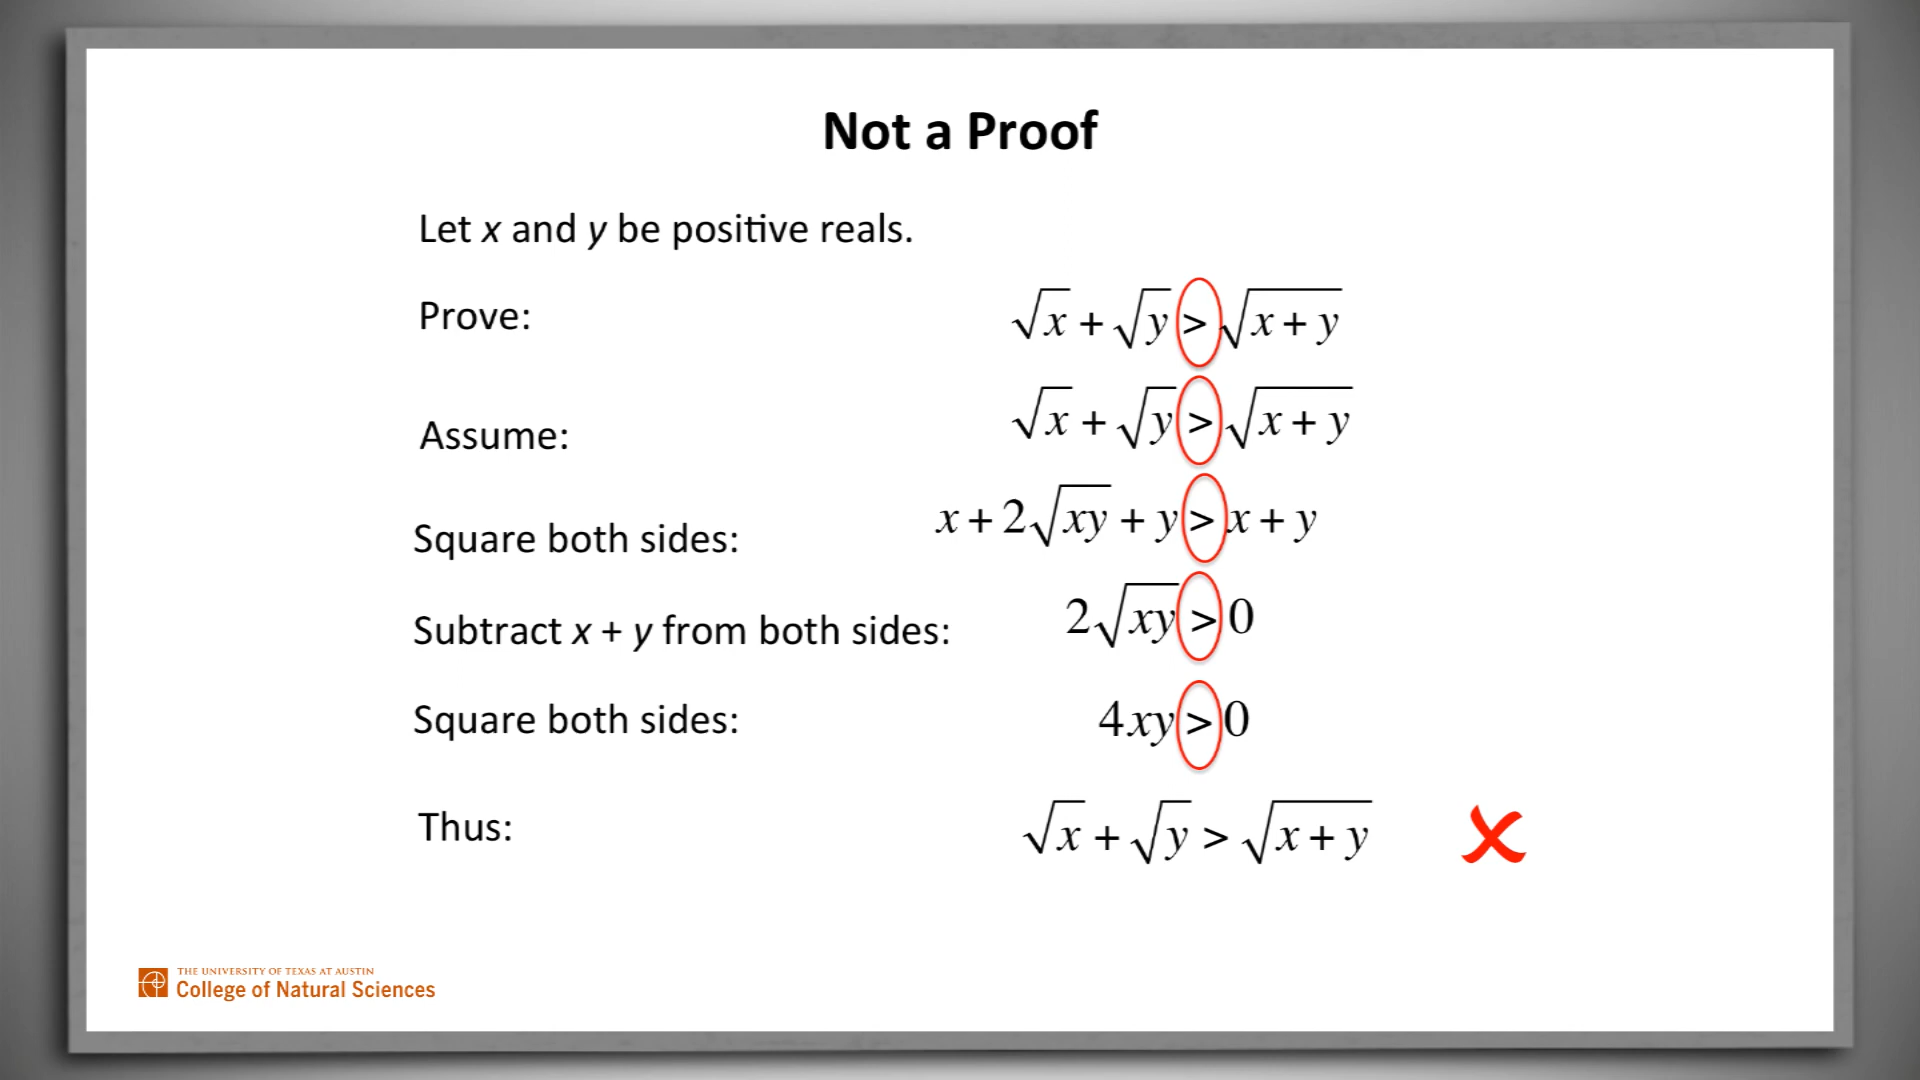 Not a Proof
Let x and y be positive reals.
Prove: √x + √y > √(x + y)
Assume: √x + √y > √(x + y)
Square both sides: x + 2√(xy) + y > x + y
Subtract x + y from both sides: 2√(xy) > 0
Square both sides: 4xy > 0
Thus: √x + √y > √(x + y) ✗
THE UNIVERSITY OF TEXAS AT AUSTIN
College of Natural Sciences